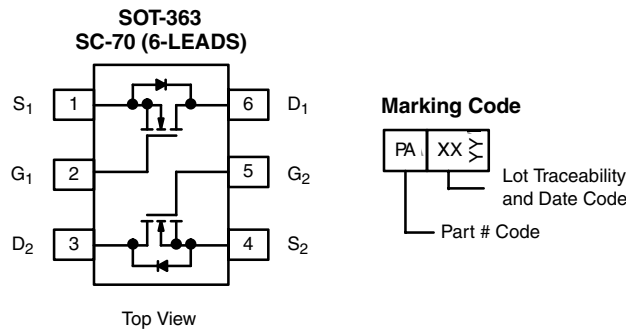 SOT-363
SC-70 (6-LEADS)
S1 1 6 D1
G1 2 5 G2
D2 3 4 S2
Top View
Marking Code
PA XX YY
Lot Traceability
and Date Code
Part # Code